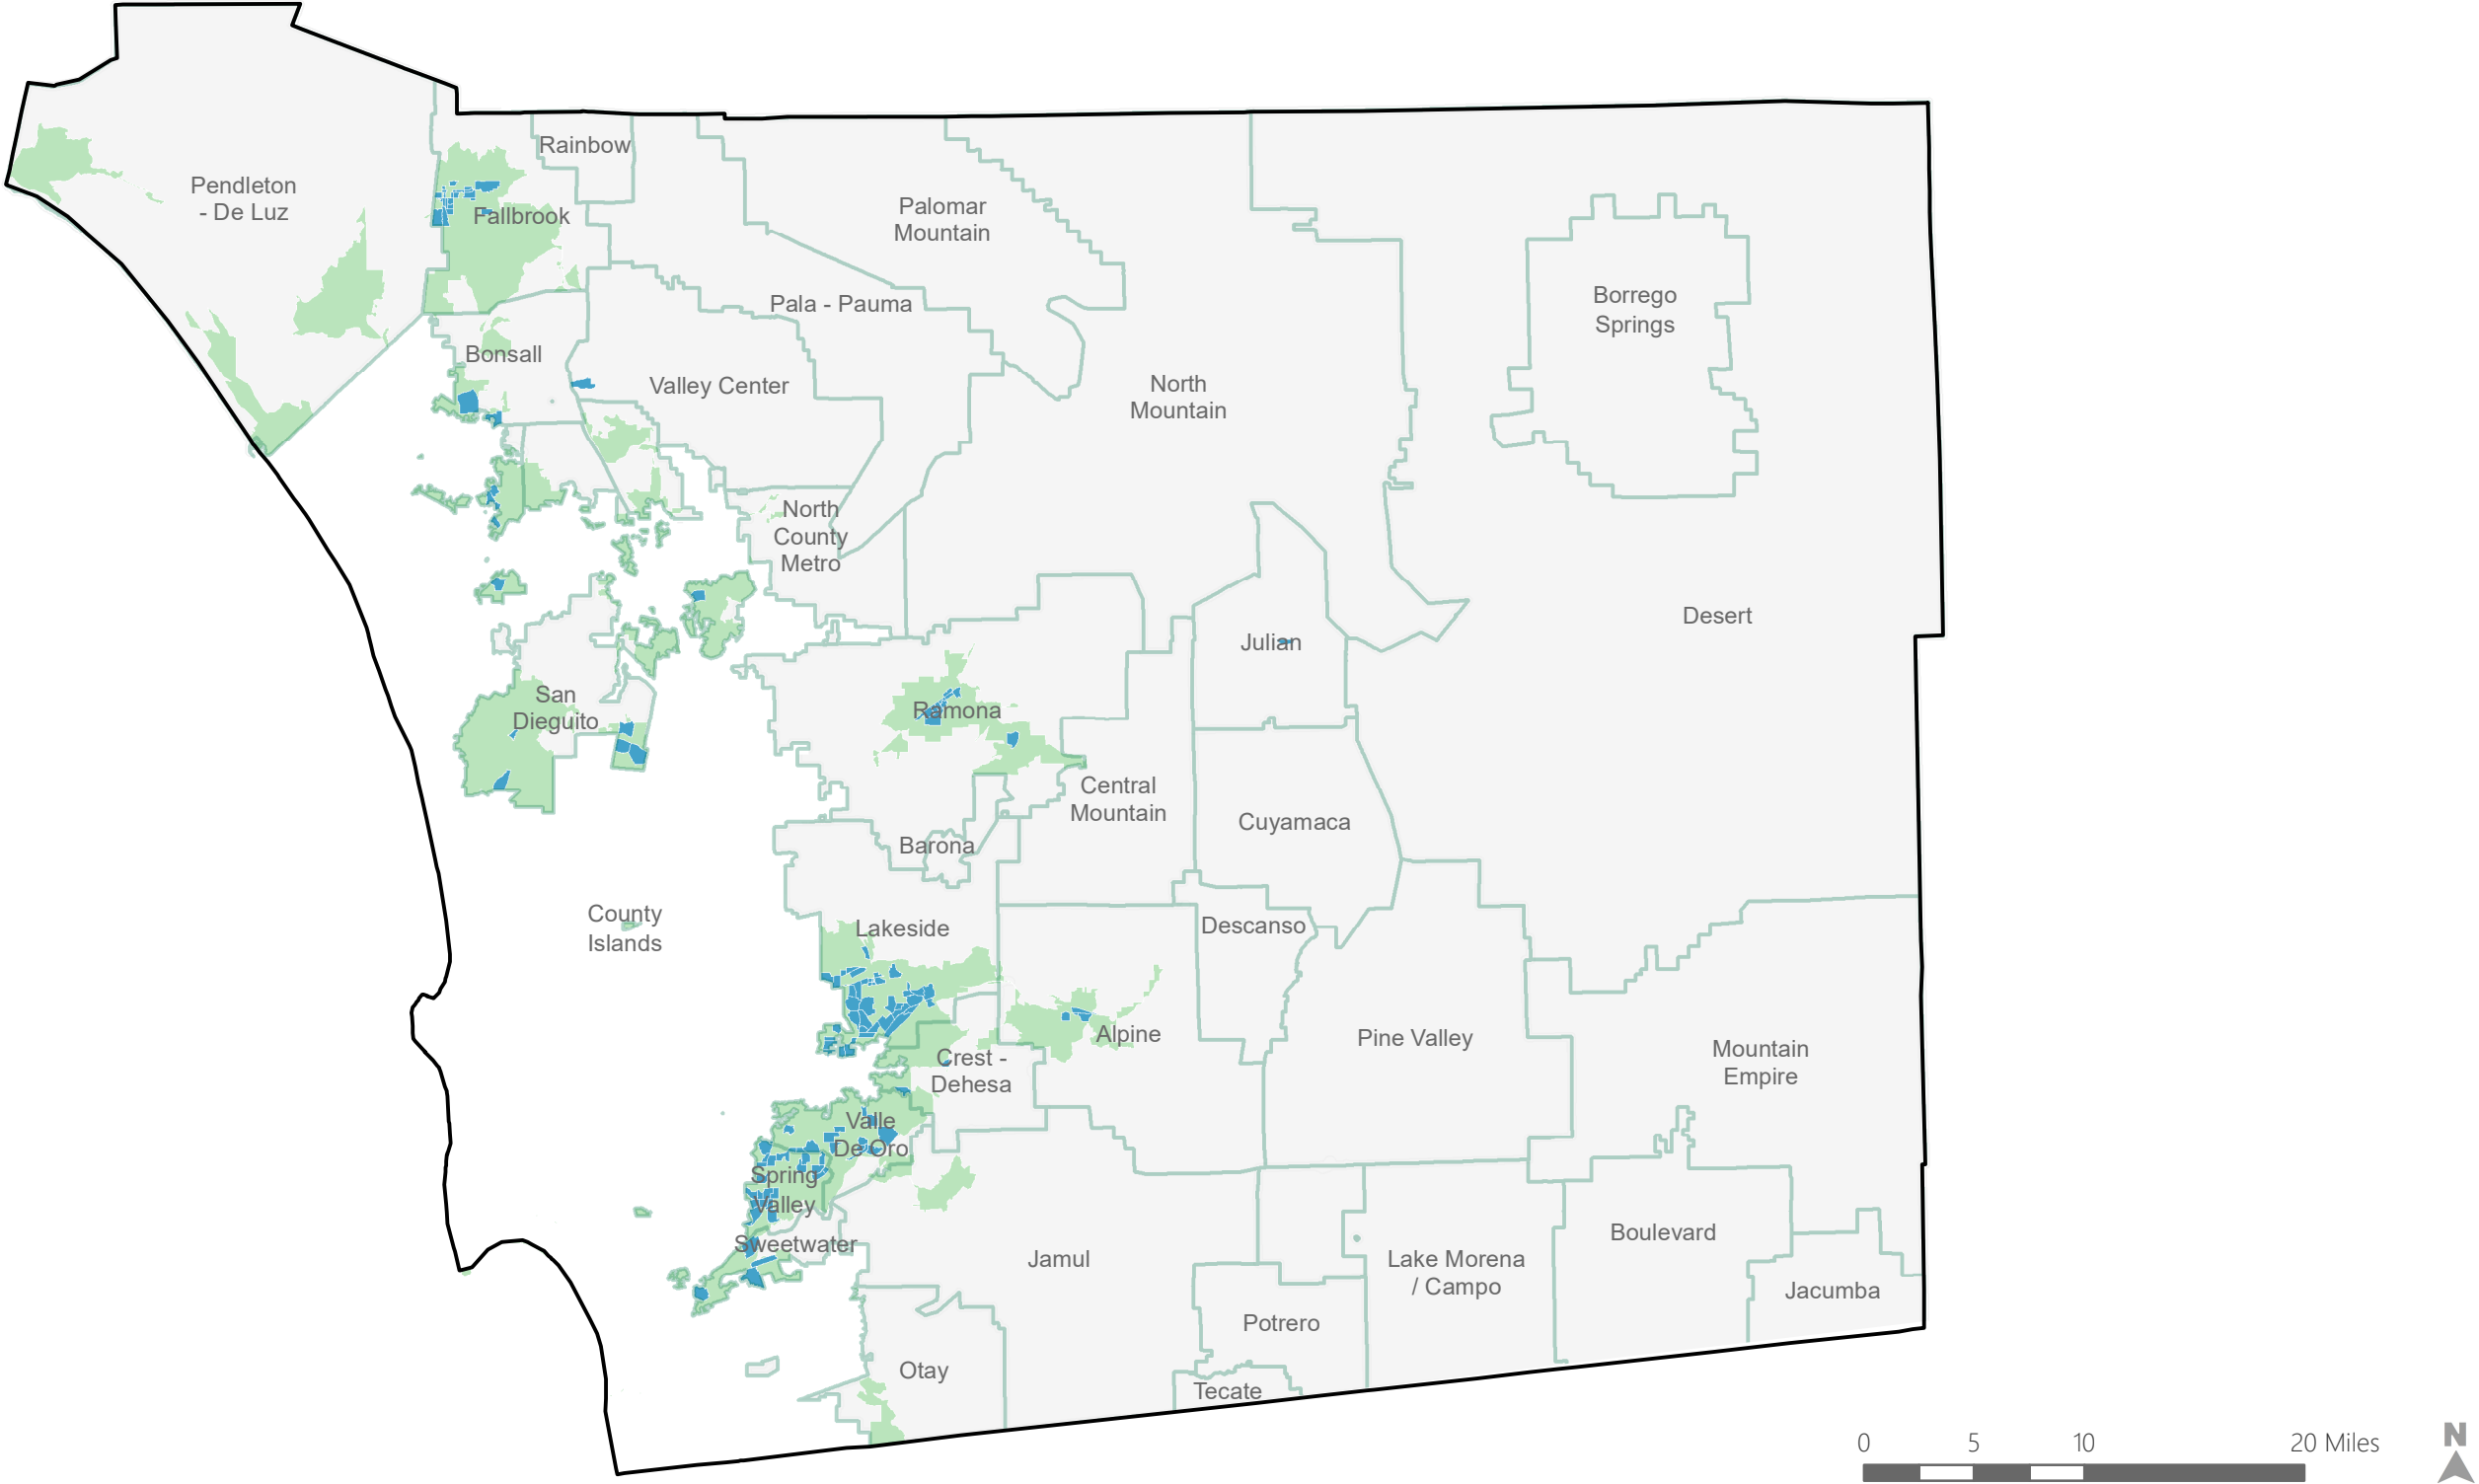 Rainbow
Pendleton
- De Luz
Fallbrook
Palomar
Mountain
Pala - Pauma
Borrego
Springs
Bonsall
Valley Center
North
Mountain
North
County
Metro
Desert
Julian
San
Dieguito
Ramona
Central
Mountain
Cuyamaca
Barona
County
Islands
Lakeside
Descanso
Alpine
Pine Valley
Crest -
Dehesa
Mountain
Empire
Valle
De Oro
Spring
Valley
Sweetwater
Jamul
Lake Morena
/ Campo
Boulevard
Jacumba
Potrero
Otay
Tecate
0 5 10 20 Miles
N